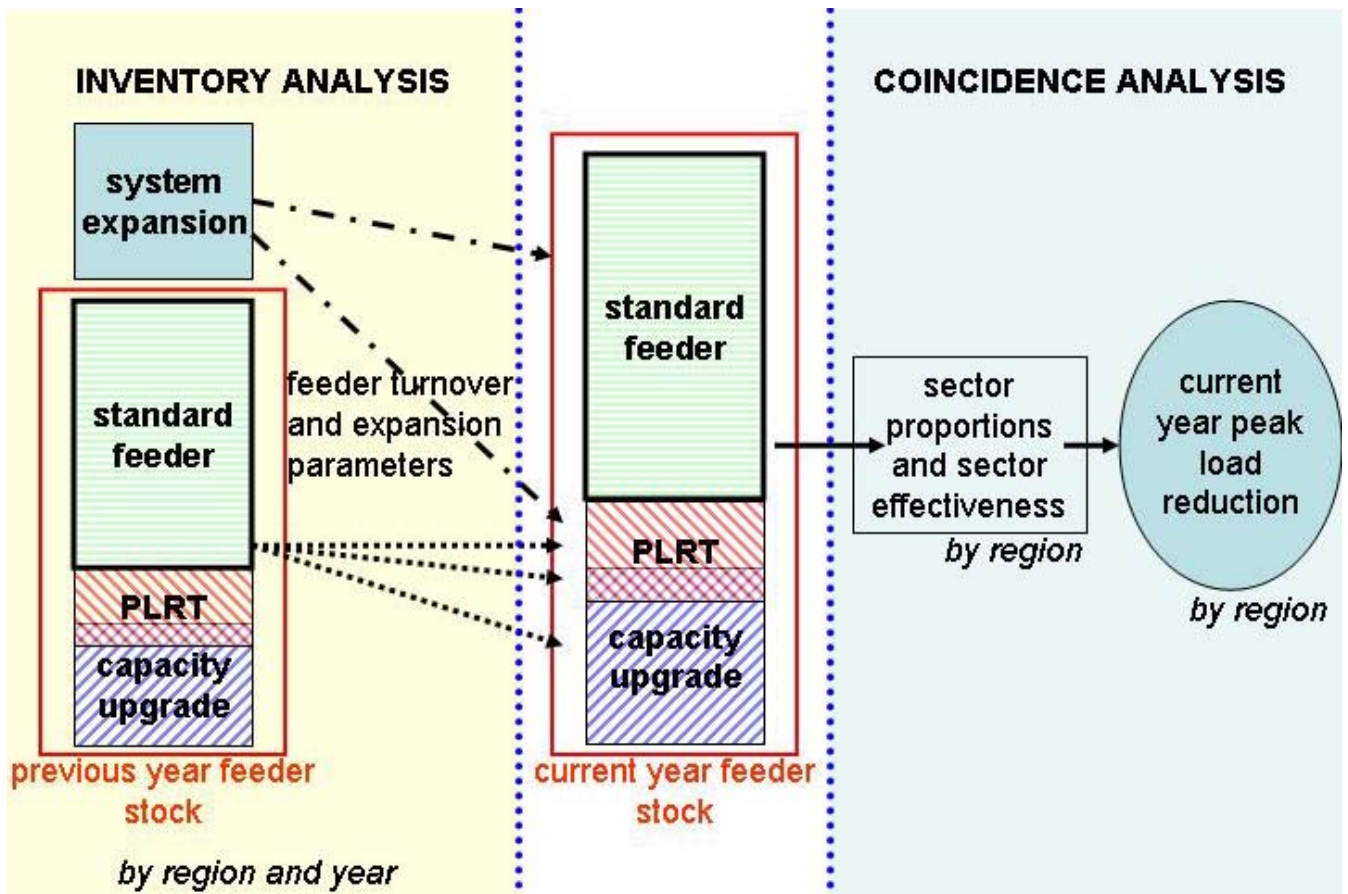 INVENTORY ANALYSIS
system
expansion
standard
feeder
PLRT
capacity
upgrade
previous year feeder
stock
by region and year
feeder turnover
and expansion
parameters
standard
feeder
PLRT
capacity
upgrade
current year feeder
stock
COINCIDENCE ANALYSIS
sector
proportions
and sector
effectiveness
by region
current
year peak
load
reduction
by region